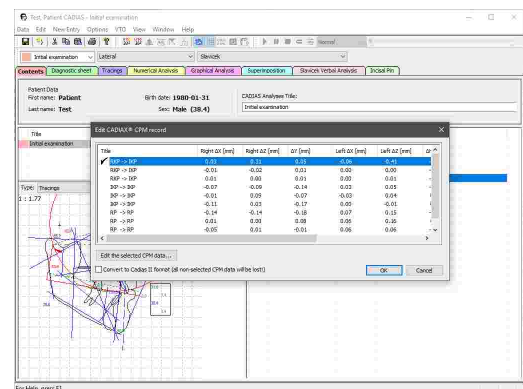 Test, Patient CADIAS - Initial examination
Data Edit New Entry Options VTO View Window Help
Normal
Initial examination Lateral Slavicek
Contents Diagnostic sheet Tracings Numerical Analysis Graphical Analysis Superimposition Slavicek Verbal Analysis Incisal Pin
Patient Data
First name: Patient Birth date: 1980-01-31 CADIAS Analyses Title:
Last name: Test Sex: Male (38.4) Initial examination
Title
Initial examination
Type: Tracings
1 : 1.77
Edit CADIAX® CPM record
Title Right ΔX [mm] Right ΔZ [mm] ΔY [mm] Left ΔX [mm] Left ΔZ [mm]
RKP -> IKP 0.03 0.31 0.05 -0.06 0.41
RKP -> IKP -0.01 -0.02 0.01 0.00 0.00
RKP -> IKP 0.01 0.00 0.01 0.00 0.01
IKP -> IKP -0.07 -0.09 -0.14 0.02 0.05
IKP -> IKP -0.01 0.09 -0.07 -0.03 0.04
IKP -> IKP -0.11 0.03 -0.17 0.00 -0.01
RP -> RP -0.14 -0.14 -0.18 0.07 -0.15
RP -> RP 0.01 0.00 0.08 0.06 -0.16
RP -> RP -0.05 0.01 -0.01 0.06 0.06
Edit the selected CPM data...
Convert to Cadias II format (all non-selected CPM data will be lost!)
OK Cancel
For Help, press F1